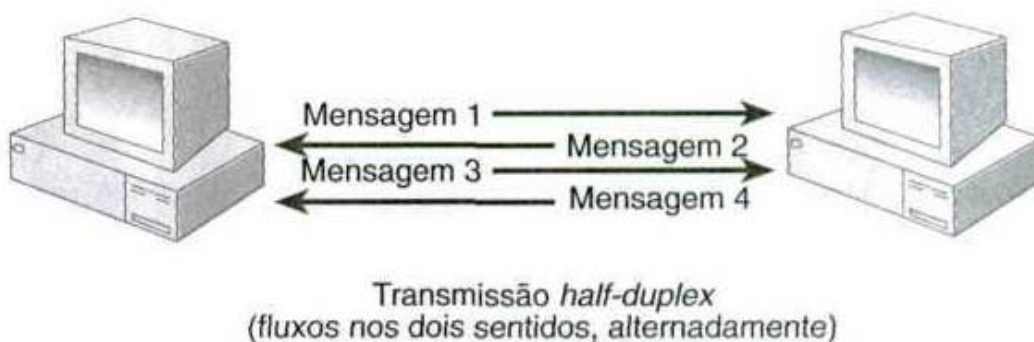 Mensagem 1
Mensagem 2
Mensagem 3
Mensagem 4
Transmissão half-duplex
(fluxos nos dois sentidos, alternadamente)